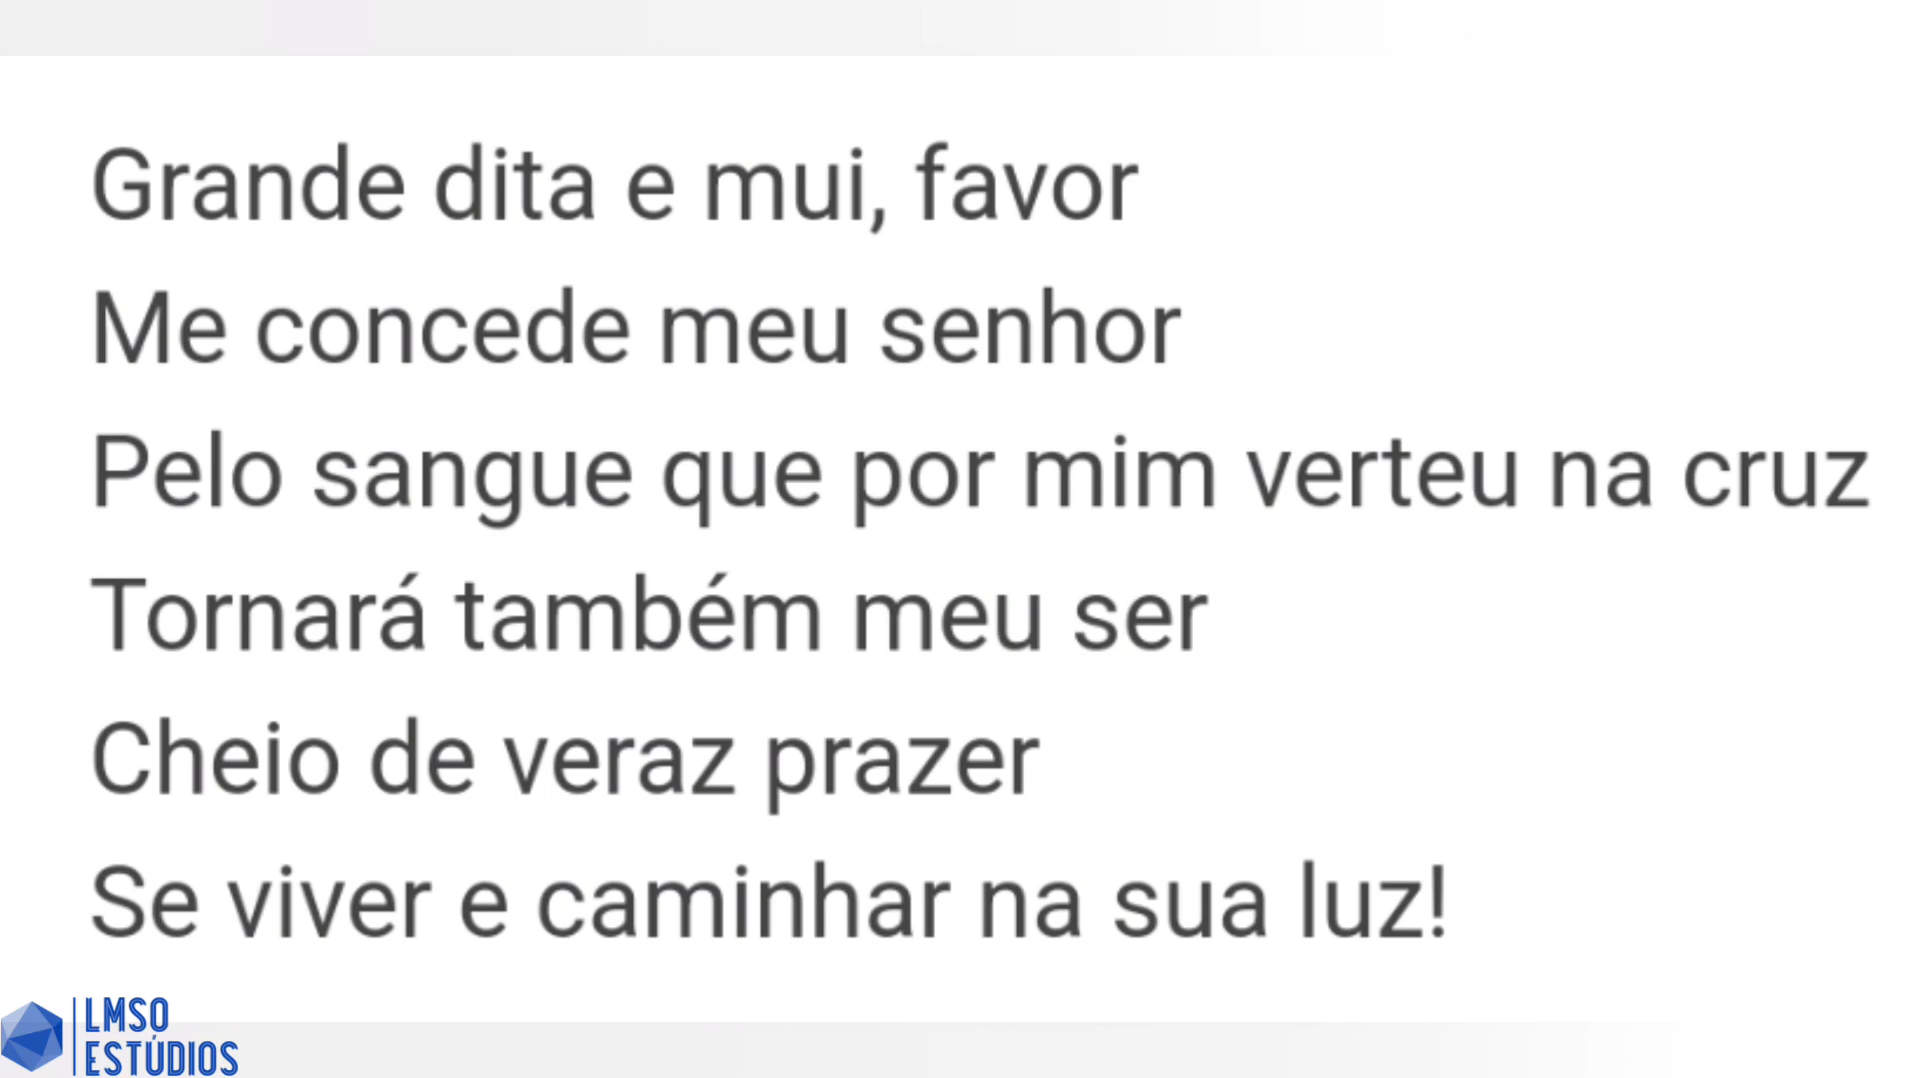 Grande dita e mui, favor
Me concede meu senhor
Pelo sangue que por mim verteu na cruz
Tornará também meu ser
Cheio de veraz prazer
Se viver e caminhar na sua luz!
LMSO
ESTÚDIOS